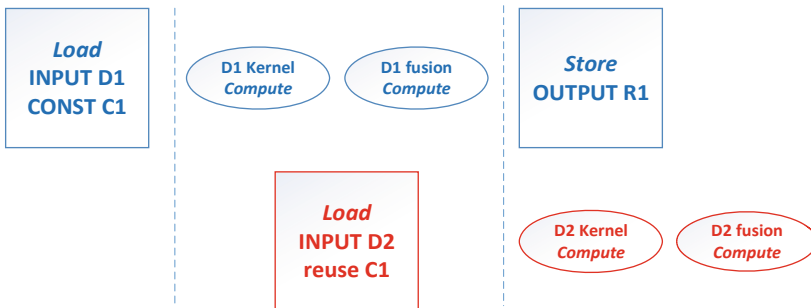 Load
INPUT D1
CONST C1
D1 Kernel
Compute
D1 fusion
Compute
Store
OUTPUT R1
Load
INPUT D2
reuse C1
D2 Kernel
Compute
D2 fusion
Compute